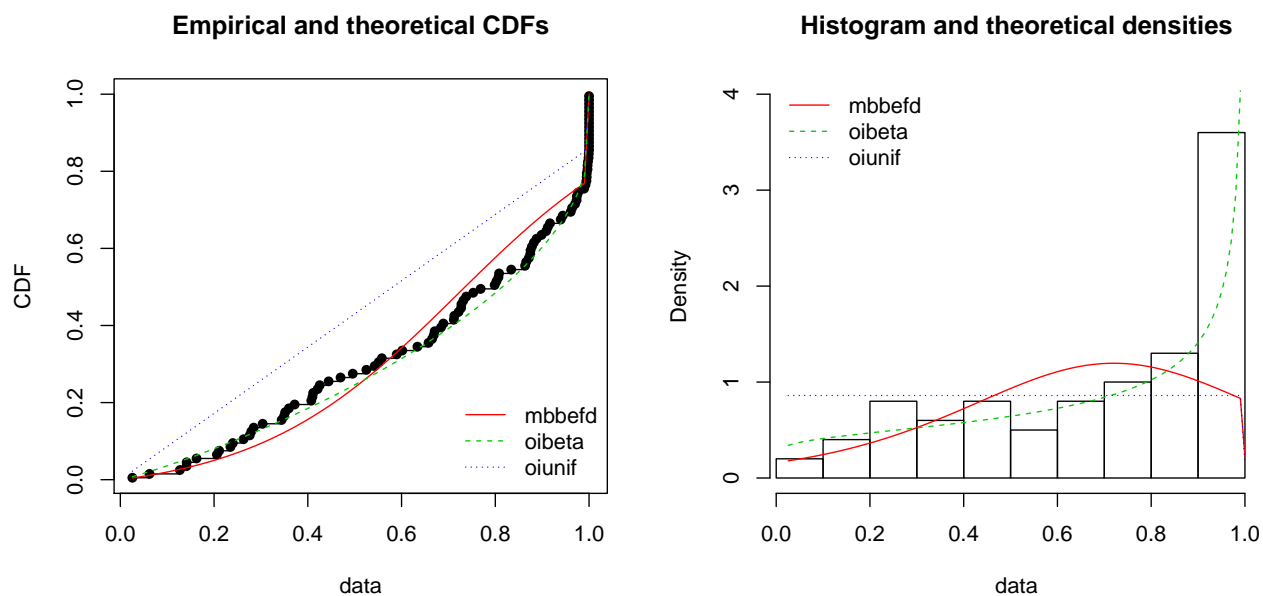 Empirical and theoretical CDFs
CDF
0.0 0.2 0.4 0.6 0.8 1.0
mbbefd
oibeta
oiunif
0.0 0.2 0.4 0.6 0.8 1.0
data
Histogram and theoretical densities
Density
0 1 2 3 4
mbbefd
oibeta
oiunif
0.0 0.2 0.4 0.6 0.8 1.0
data